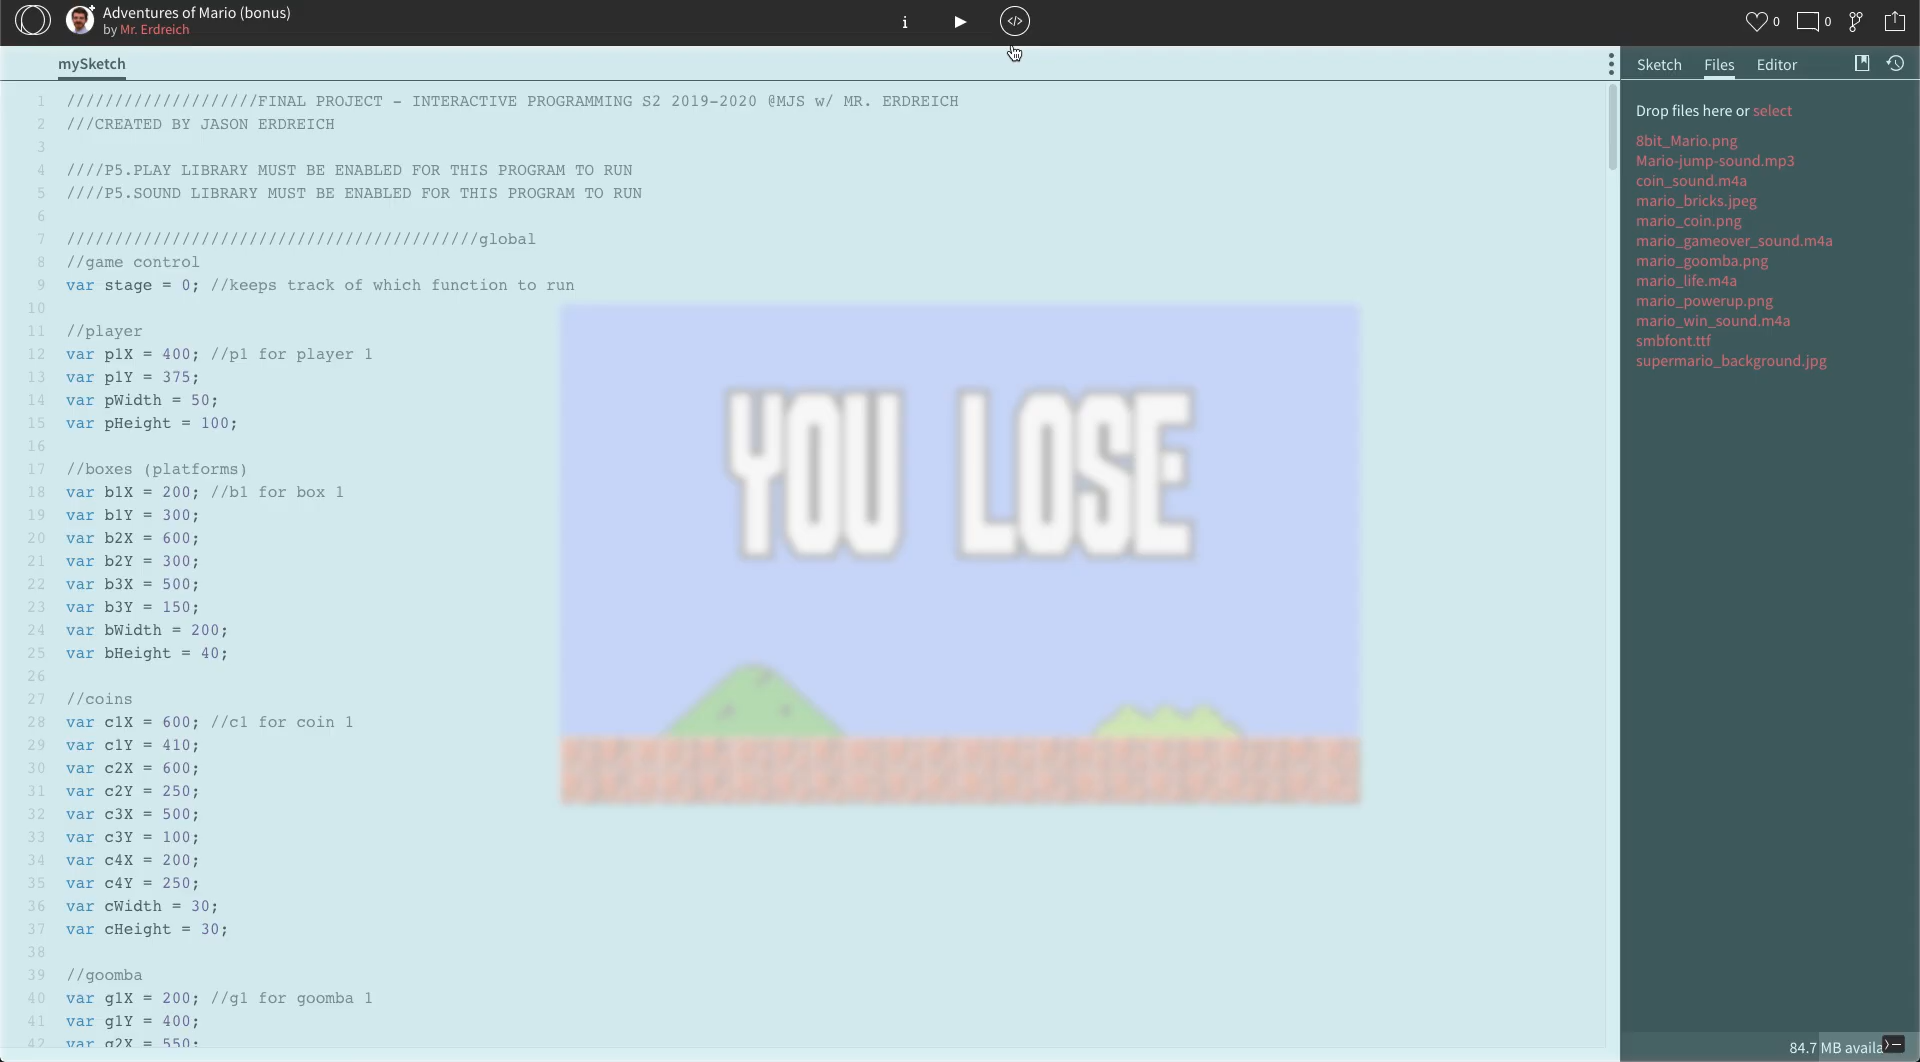 Adventures of Mario (bonus)
by Mr. Erdreich
i
</>
0
0
mySketch
Sketch Files Editor
1 ////////////////////FINAL PROJECT - INTERACTIVE PROGRAMMING S2 2019-2020 @MJS w/ MR. ERDREICH
2 ///CREATED BY JASON ERDREICH
3
4 ////P5.PLAY LIBRARY MUST BE ENABLED FOR THIS PROGRAM TO RUN
5 ////P5.SOUND LIBRARY MUST BE ENABLED FOR THIS PROGRAM TO RUN
6
7 ///////////////////////////////////////////global
8 //game control
9 var stage = 0; //keeps track of which function to run
10
11 //player
12 var p1X = 400; //p1 for player 1
13 var p1Y = 375;
14 var pWidth = 50;
15 var pHeight = 100;
16
17 //boxes (platforms)
18 var b1X = 200; //b1 for box 1
19 var b1Y = 300;
20 var b2X = 600;
21 var b2Y = 300;
22 var b3X = 500;
23 var b3Y = 150;
24 var bWidth = 200;
25 var bHeight = 40;
26
27 //coins
28 var c1X = 600; //c1 for coin 1
29 var c1Y = 410;
30 var c2X = 600;
31 var c2Y = 250;
32 var c3X = 500;
33 var c3Y = 100;
34 var c4X = 200;
35 var c4Y = 250;
36 var cWidth = 30;
37 var cHeight = 30;
38
39 //goomba
40 var g1X = 200; //g1 for goomba 1
41 var g1Y = 400;
42 var g2X = 550;
YOU LOSE
Drop files here or select
8bit_Mario.png
Mario-jump-sound.mp3
coin_sound.m4a
mario_bricks.jpeg
mario_coin.png
mario_gameover_sound.m4a
mario_goomba.png
mario_life.m4a
mario_powerup.png
mario_win_sound.m4a
smbfont.ttf
supermario_background.jpg
84.7 MB availa